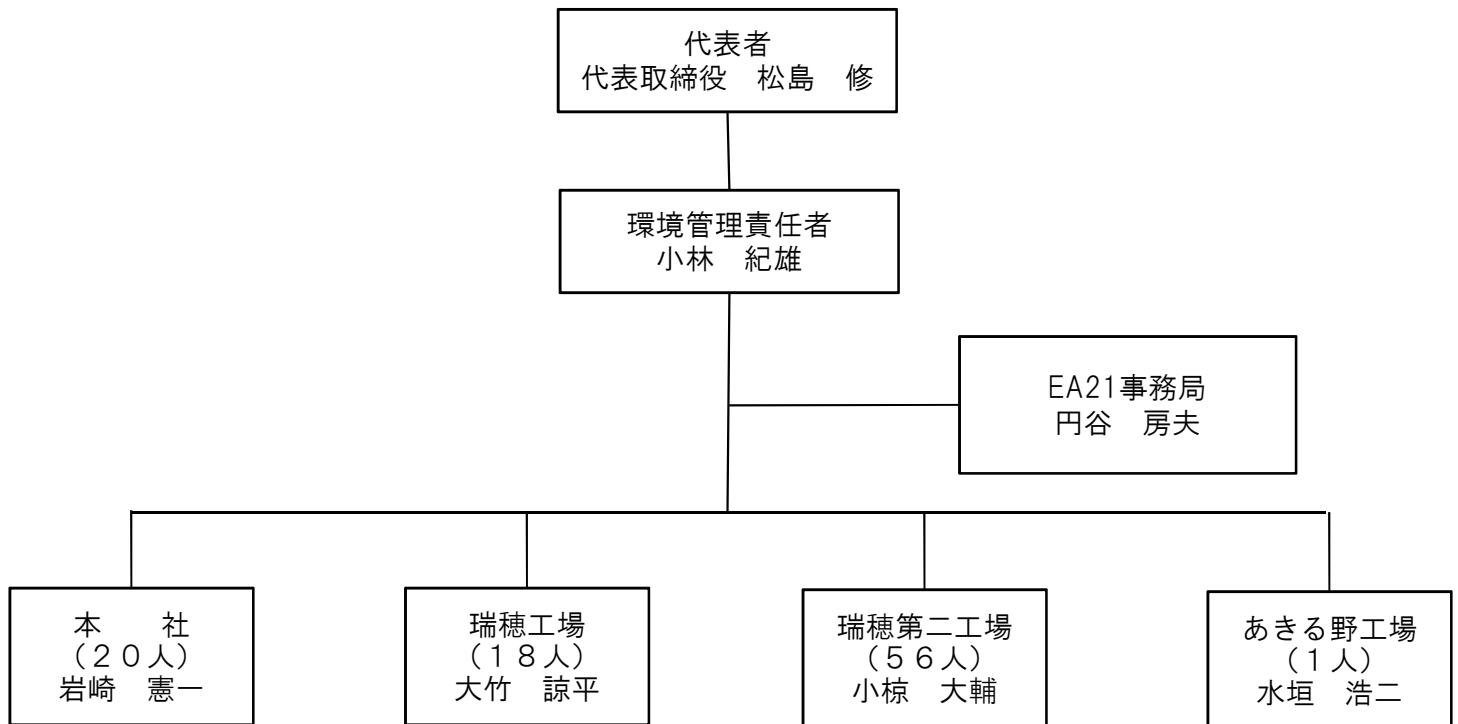 代表者
代表取締役　松島　修
環境管理責任者
小林　紀雄
EA21事務局
円谷　房夫
本　　社
（２０人）
岩崎　憲一
瑞穂工場
（１８人）
大竹　諒平
瑞穂第二工場
（５６人）
小椋　大輔
あきる野工場
（１人）
水垣　浩二